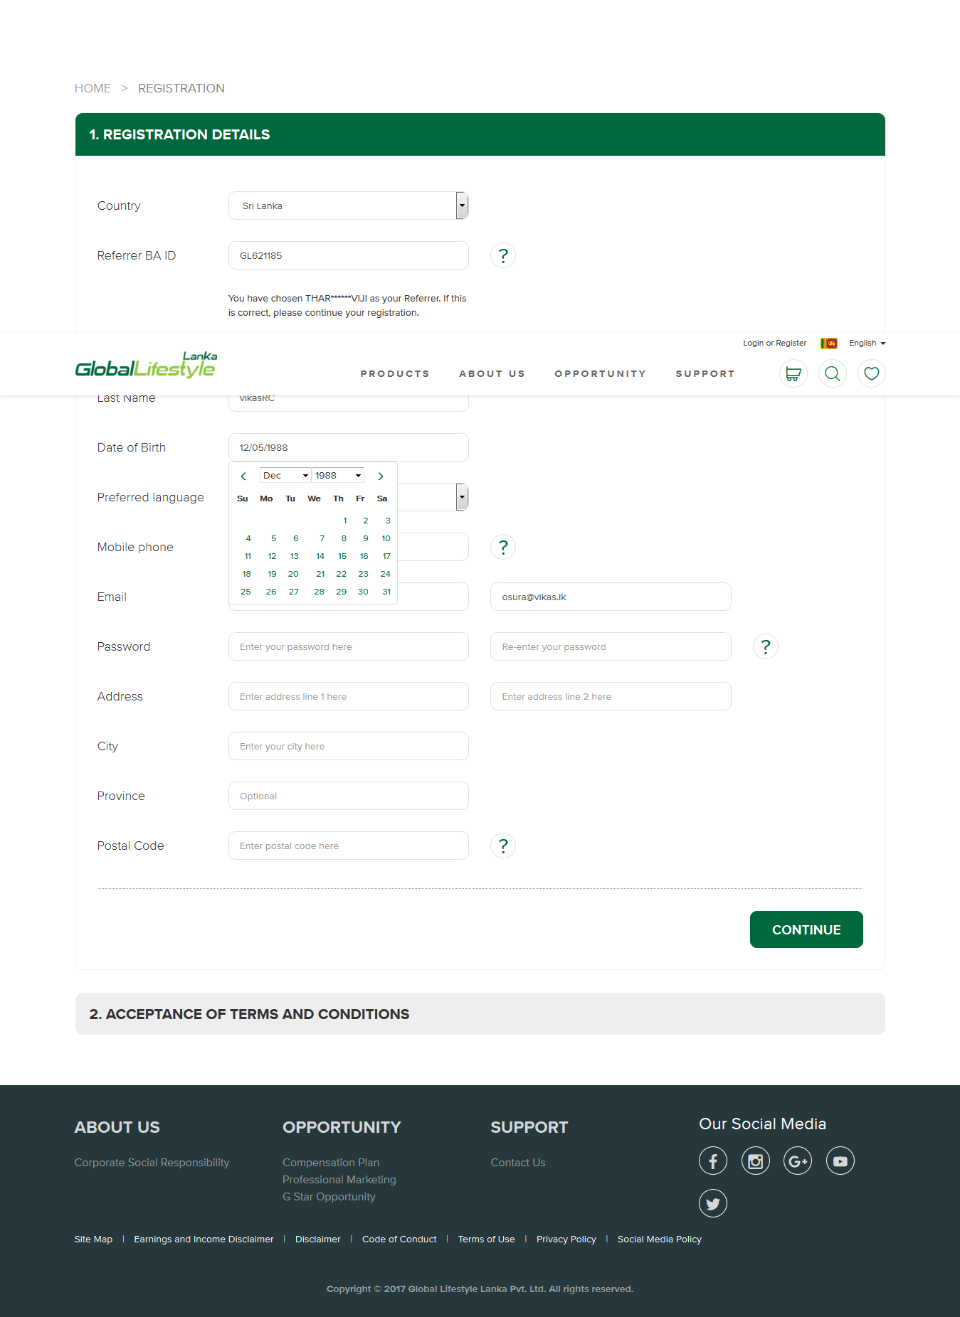 HOME > REGISTRATION
1. REGISTRATION DETAILS
Country Sri Lanka
Referrer BA ID GL621185 ?
You have chosen THAR******VIJI as your Referrer. If this
is correct, please continue your registration.
Login or Register English
Lanka
GlobalLifestyle
PRODUCTS ABOUT US OPPORTUNITY SUPPORT
Last Name vikasRC
Date of Birth 12/05/1988
Dec 1988
Su Mo Tu We Th Fr Sa
1 2 3
4 5 6 7 8 9 10
11 12 13 14 15 16 17
18 19 20 21 22 23 24
25 26 27 28 29 30 31
Preferred language
Mobile phone ?
Email osura@vikas.lk
Password Enter your password here Re-enter your password ?
Address Enter address line 1 here Enter address line 2 here
City Enter your city here
Province Optional
Postal Code Enter postal code here ?
CONTINUE
2. ACCEPTANCE OF TERMS AND CONDITIONS
ABOUT US
Corporate Social Responsibility
OPPORTUNITY
Compensation Plan
Professional Marketing
G Star Opportunity
SUPPORT
Contact Us
Our Social Media
Site Map | Earnings and Income Disclaimer | Disclaimer | Code of Conduct | Terms of Use | Privacy Policy | Social Media Policy
Copyright © 2017 Global Lifestyle Lanka Pvt. Ltd. All rights reserved.